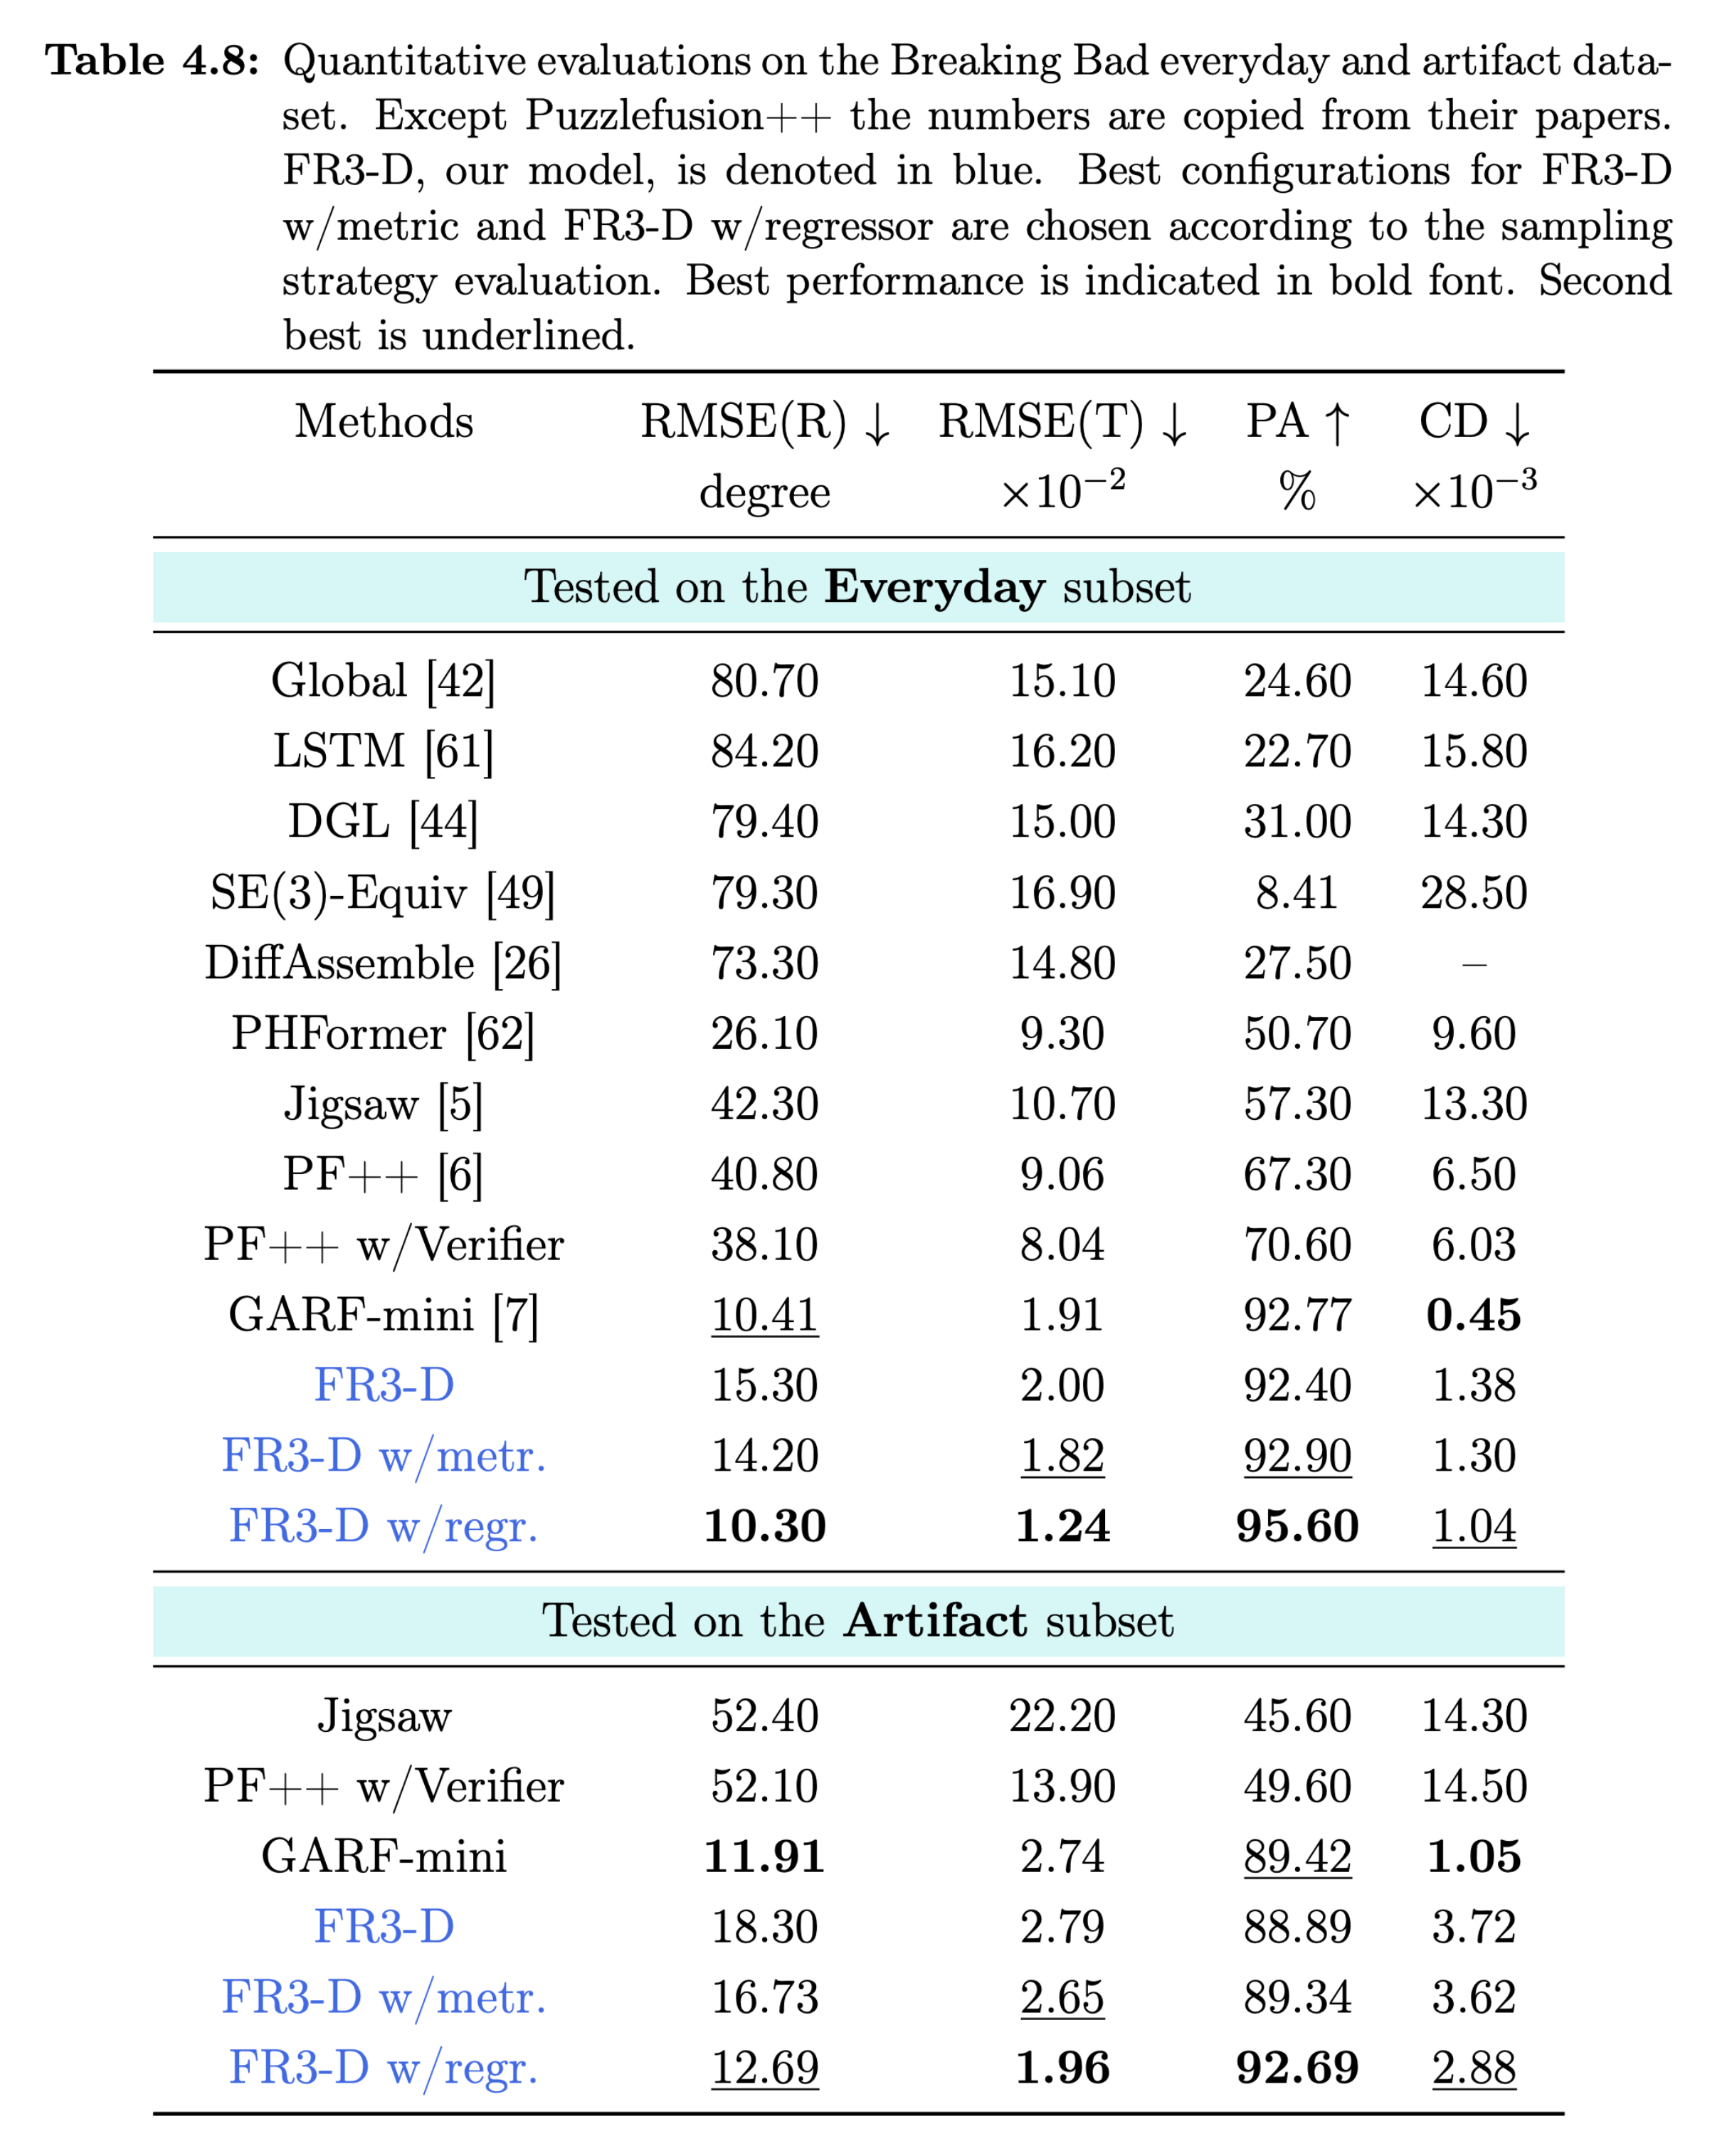 Table 4.8: Quantitative evaluations on the Breaking Bad everyday and artifact data-
set. Except Puzzlefusion++ the numbers are copied from their papers.
FR3-D, our model, is denoted in blue. Best configurations for FR3-D
w/metric and FR3-D w/regressor are chosen according to the sampling
strategy evaluation. Best performance is indicated in bold font. Second
best is underlined.
Methods RMSE(R) ↓ RMSE(T) ↓ PA ↑ CD ↓
degree ×10⁻² % ×10⁻³
Tested on the Everyday subset
Global [42] 80.70 15.10 24.60 14.60
LSTM [61] 84.20 16.20 22.70 15.80
DGL [44] 79.40 15.00 31.00 14.30
SE(3)-Equiv [49] 79.30 16.90 8.41 28.50
DiffAssemble [26] 73.30 14.80 27.50 –
PHFormer [62] 26.10 9.30 50.70 9.60
Jigsaw [5] 42.30 10.70 57.30 13.30
PF++ [6] 40.80 9.06 67.30 6.50
PF++ w/Verifier 38.10 8.04 70.60 6.03
GARF-mini [7] 10.41 1.91 92.77 0.45
FR3-D 15.30 2.00 92.40 1.38
FR3-D w/metr. 14.20 1.82 92.90 1.30
FR3-D w/regr. 10.30 1.24 95.60 1.04
Tested on the Artifact subset
Jigsaw 52.40 22.20 45.60 14.30
PF++ w/Verifier 52.10 13.90 49.60 14.50
GARF-mini 11.91 2.74 89.42 1.05
FR3-D 18.30 2.79 88.89 3.72
FR3-D w/metr. 16.73 2.65 89.34 3.62
FR3-D w/regr. 12.69 1.96 92.69 2.88